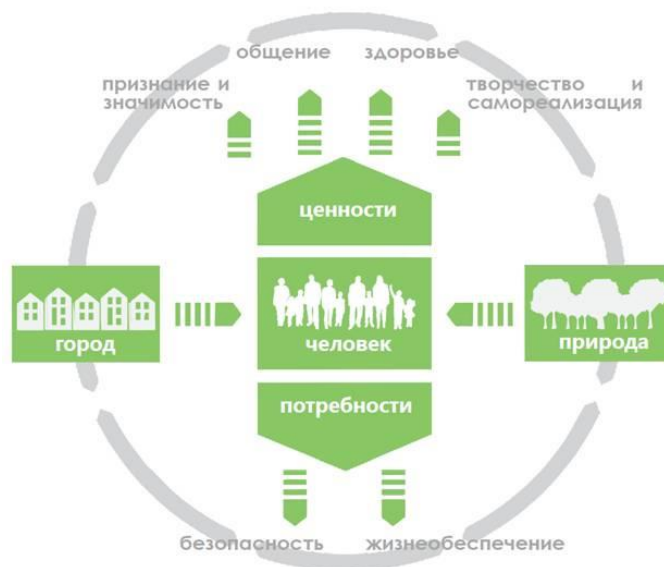 общение здоровье
признание и
значимость
творчество и
самореализация
ценности
город
человек
природа
потребности
безопасность жизнеобеспечение